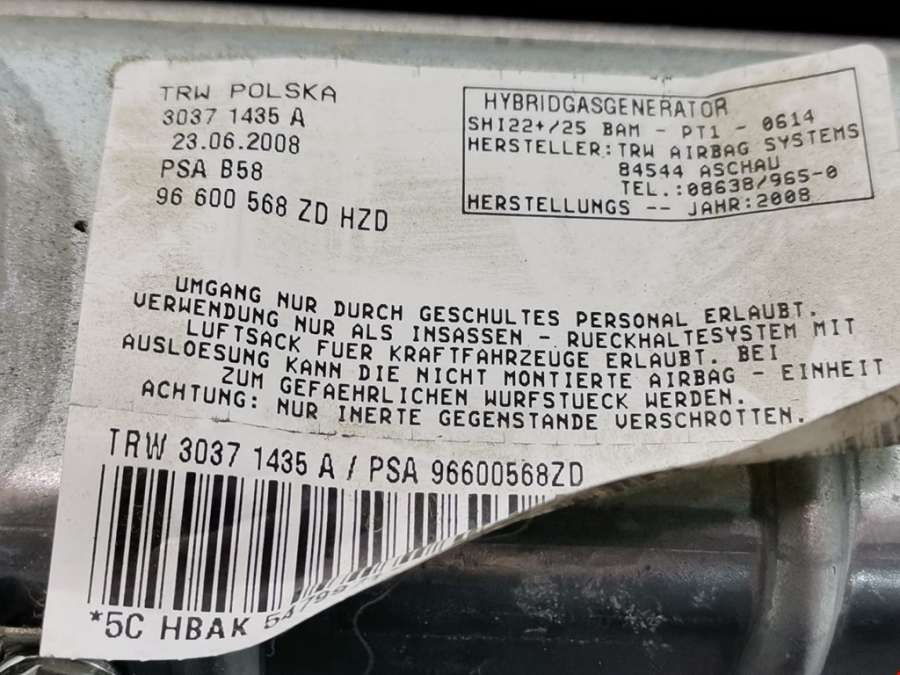 TRW POLSKA
3037 1435 A
23.06.2008
PSA B58
96 600 568 ZD HZD
HYBRIDGASGENERATOR
SHI22+/25 BAM - PT1 - 0614
HERSTELLER: TRW AIRBAG SYSTEMS
84544 ASCHAU
TEL.:08638/965-0
HERSTELLUNGS -- JAHR:2008
UMGANG NUR DURCH GESCHULTES PERSONAL ERLAUBT.
VERWENDUNG NUR ALS INSASSEN - RUECKHALTESYSTEM MIT
LUFTSACK FUER KRAFTFAHRZEUGE ERLAUBT. BEI
AUSLOESUNG KANN DIE NICHT MONTIERTE AIRBAG - EINHEIT
ZUM GEFAEHRLICHEN WURFSTUECK WERDEN.
ACHTUNG: NUR INERTE GEGENSTANDE VERSCHROTTEN.
TRW 3037 1435 A / PSA 96600568ZD
*5C HBAK